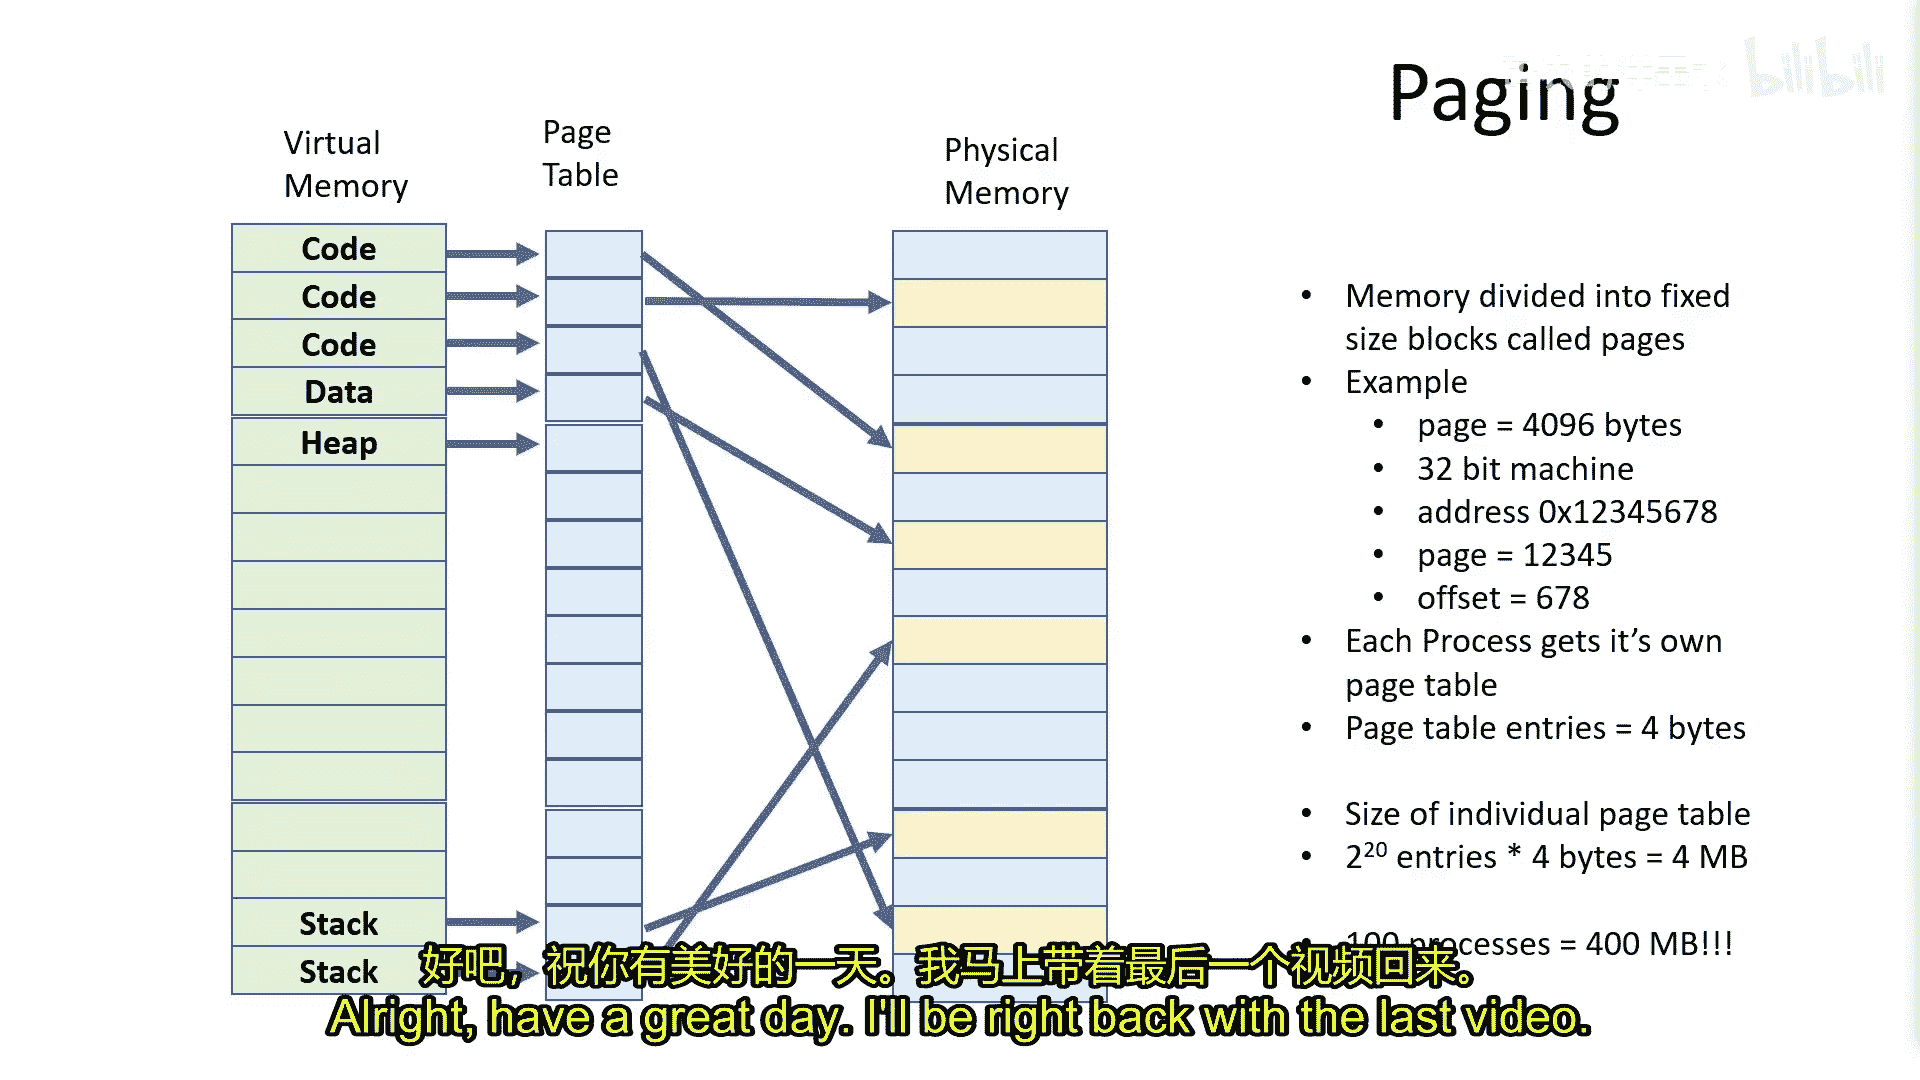 Paging
bilibili
Virtual
Memory
Page
Table
Physical
Memory
Code
Code
Code
Data
Heap
Stack
Stack
• Memory divided into fixed
size blocks called pages
• Example
• page = 4096 bytes
• 32 bit machine
• address 0x12345678
• page = 12345
• offset = 678
• Each Process gets it’s own
page table
• Page table entries = 4 bytes
• Size of individual page table
• 2²⁰ entries * 4 bytes = 4 MB
• 100 processes = 400 MB!!!
好吧，祝你有美好的一天。我马上带着最后一个视频回来。
Alright, have a great day. I'll be right back with the last video.